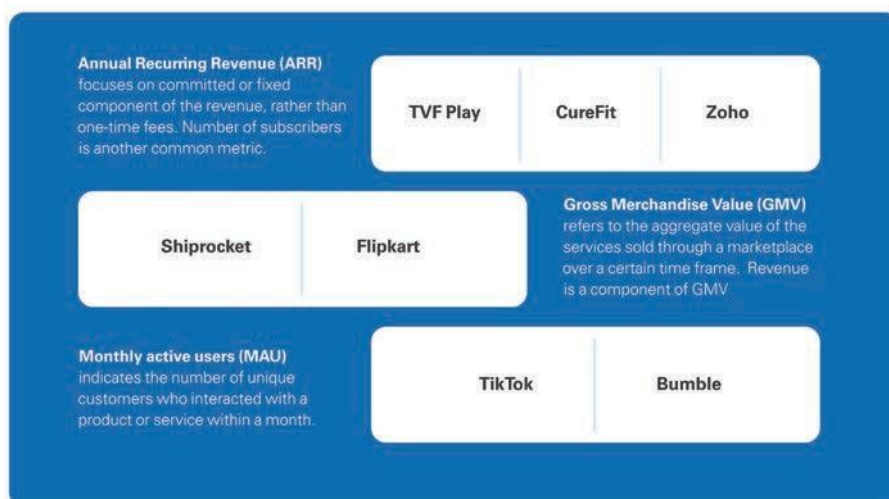 Annual Recurring Revenue (ARR)
focuses on committed or fixed
component of the revenue, rather than
one-time fees. Number of subscribers
is another common metric.
TVF Play
CureFit
Zoho
Shiprocket
Flipkart
Gross Merchandise Value (GMV)
refers to the aggregate value of the
services sold through a marketplace
over a certain time frame. Revenue
is a component of GMV
Monthly active users (MAU)
indicates the number of unique
customers who interacted with a
product or service within a month.
TikTok
Bumble